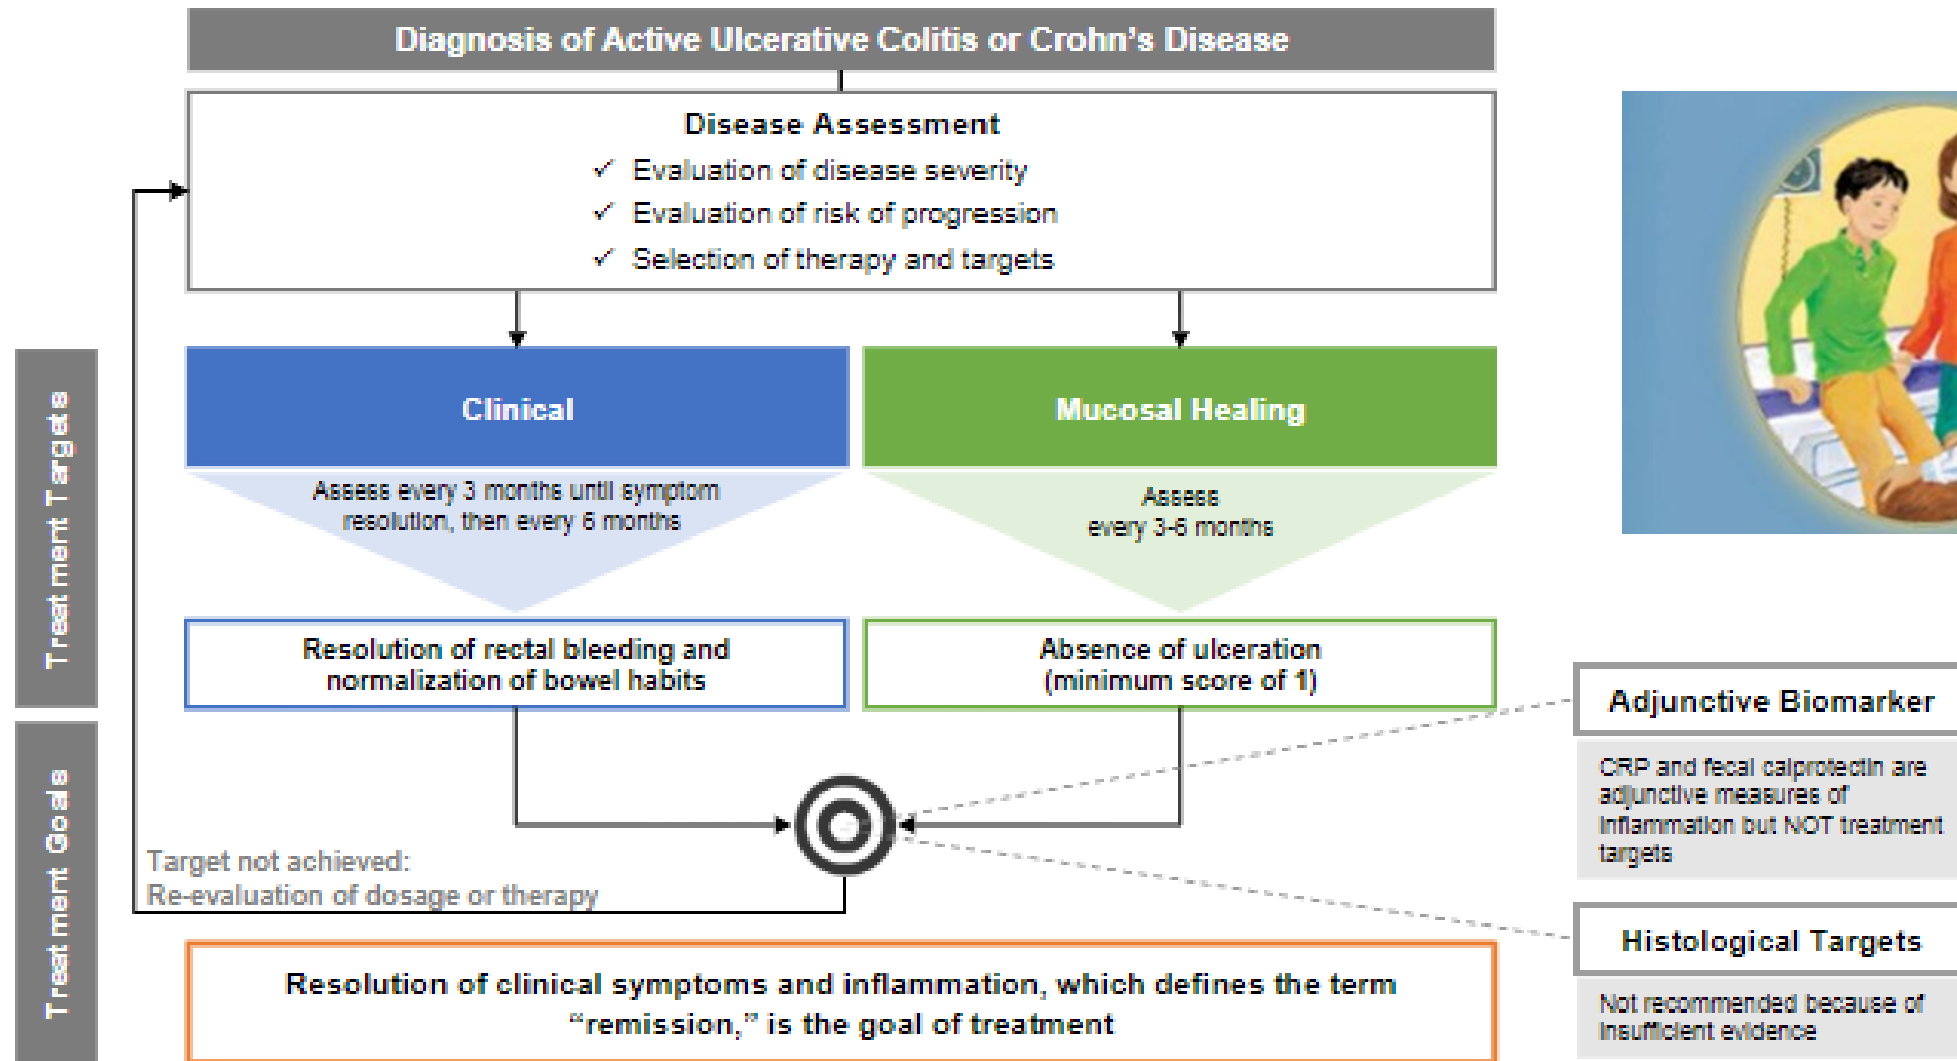 Diagnosis of Active Ulcerative Colitis or Crohn's Disease
Disease Assessment
✓ Evaluation of disease severity
✓ Evaluation of risk of progression
✓ Selection of therapy and targets
Treatment Targets
Clinical
Assess every 3 months until symptom
resolution, then every 6 months
Resolution of rectal bleeding and
normalization of bowel habits
Mucosal Healing
Assess
every 3-6 months
Absence of ulceration
(minimum score of 1)
Treatment Goals
Target not achieved:
Re-evaluation of dosage or therapy
Adjunctive Biomarker
CRP and fecal calprotectin are
adjunctive measures of
inflammation but NOT treatment
targets
Histological Targets
Not recommended because of
insufficient evidence
Resolution of clinical symptoms and inflammation, which defines the term
“remission,” is the goal of treatment